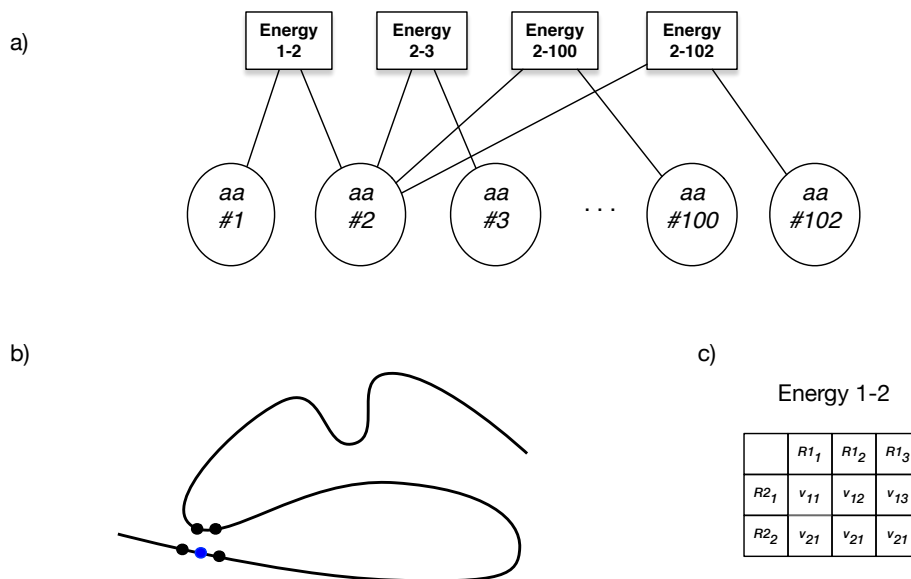 a)
Energy 1-2
Energy 2-3
Energy 2-100
Energy 2-102
aa #1
aa #2
aa #3
. . .
aa #100
aa #102
b)
c)
Energy 1-2
R1₁ R1₂ R1₃
R2₁ v₁₁ v₁₂ v₁₃
R2₂ v₂₁ v₂₁ v₂₁